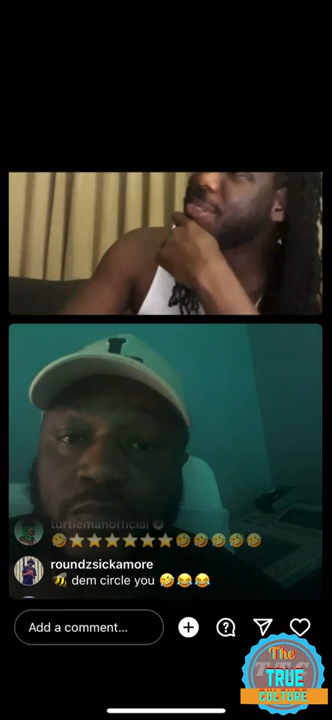 turtlemanofficial
🤣⭐⭐⭐⭐⭐⭐🤣🤣🤣🤣🤣
roundzsickamore
🐝 dem circle you 🤣😂😂
Add a comment...
The
TRUE
CULTURE